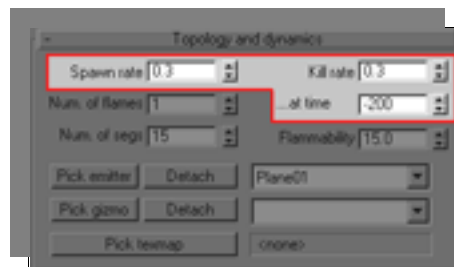 - Topology and dynamics
Spawn rate 0.3 Kill rate 0.3
Num. of flames 1 ...at time -200
Num. of segs 15 Flammability 15.0
Pick emitter Detach Plane01
Pick gizmo Detach
Pick texmap <none>